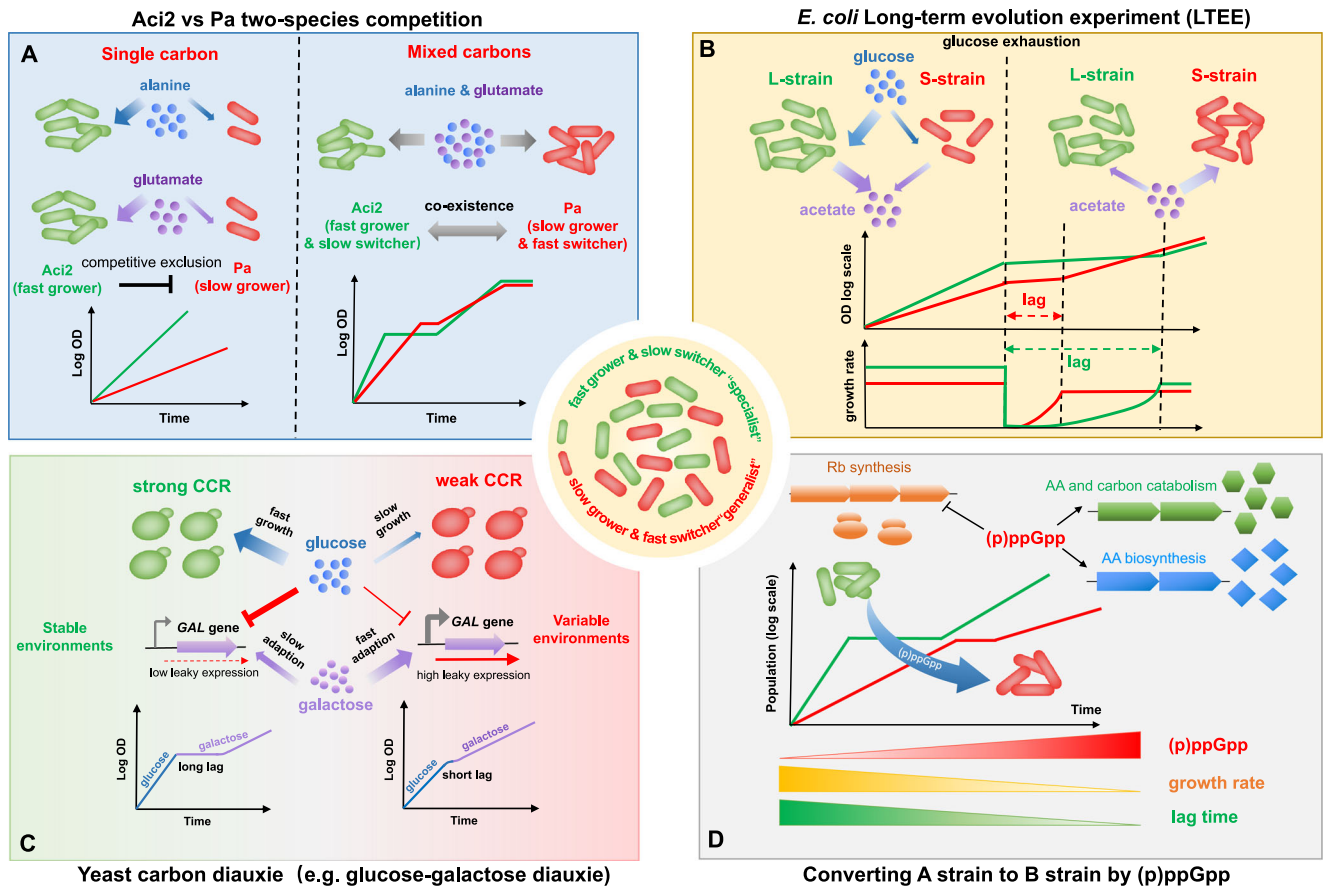 Aci2 vs Pa two-species competition
A
Single carbon
alanine
glutamate
competitive exclusion
Aci2
(fast grower)
Pa
(slow grower)
Log OD
Time
Mixed carbons
alanine & glutamate
co-existence
Aci2
(fast grower
& slow switcher)
Pa
(slow grower
& fast switcher)
Log OD
Time
E. coli Long-term evolution experiment (LTEE)
B
glucose exhaustion
glucose
L-strain
S-strain
acetate
L-strain
S-strain
acetate
OD log scale
lag
lag
growth rate
fast grower & slow switcher "specialist"
slow grower & fast switcher "generalist"
strong CCR
weak CCR
fast
growth
slow
growth
glucose
Stable
environments
GAL gene
low leaky expression
slow
adaption
fast
adaption
GAL gene
high leaky expression
Variable
environments
galactose
Log OD
glucose
galactose
long lag
Time
Log OD
glucose
galactose
short lag
Time
C
Yeast carbon diauxie (e.g. glucose-galactose diauxie)
Rb synthesis
(p)ppGpp
AA and carbon catabolism
AA biosynthesis
Population (log scale)
(p)ppGpp
Time
(p)ppGpp
growth rate
lag time
D
Converting A strain to B strain by (p)ppGpp